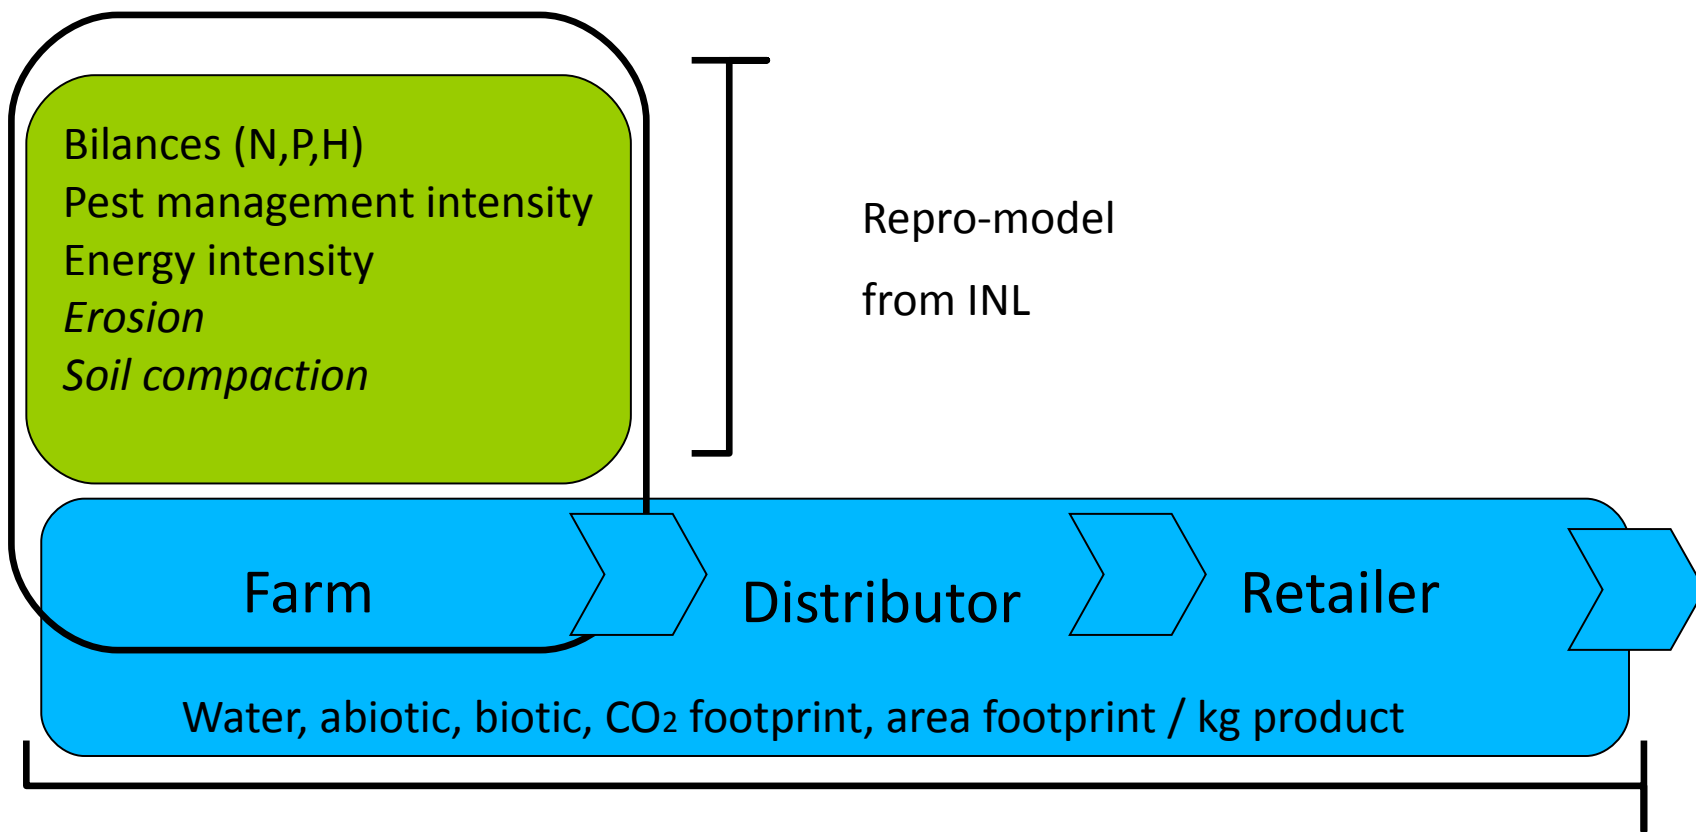 Bilances (N,P,H)
Pest management intensity
Energy intensity
Erosion
Soil compaction
Repro-model
from INL
Farm
Distributor
Retailer
Water, abiotic, biotic, CO2 footprint, area footprint / kg product